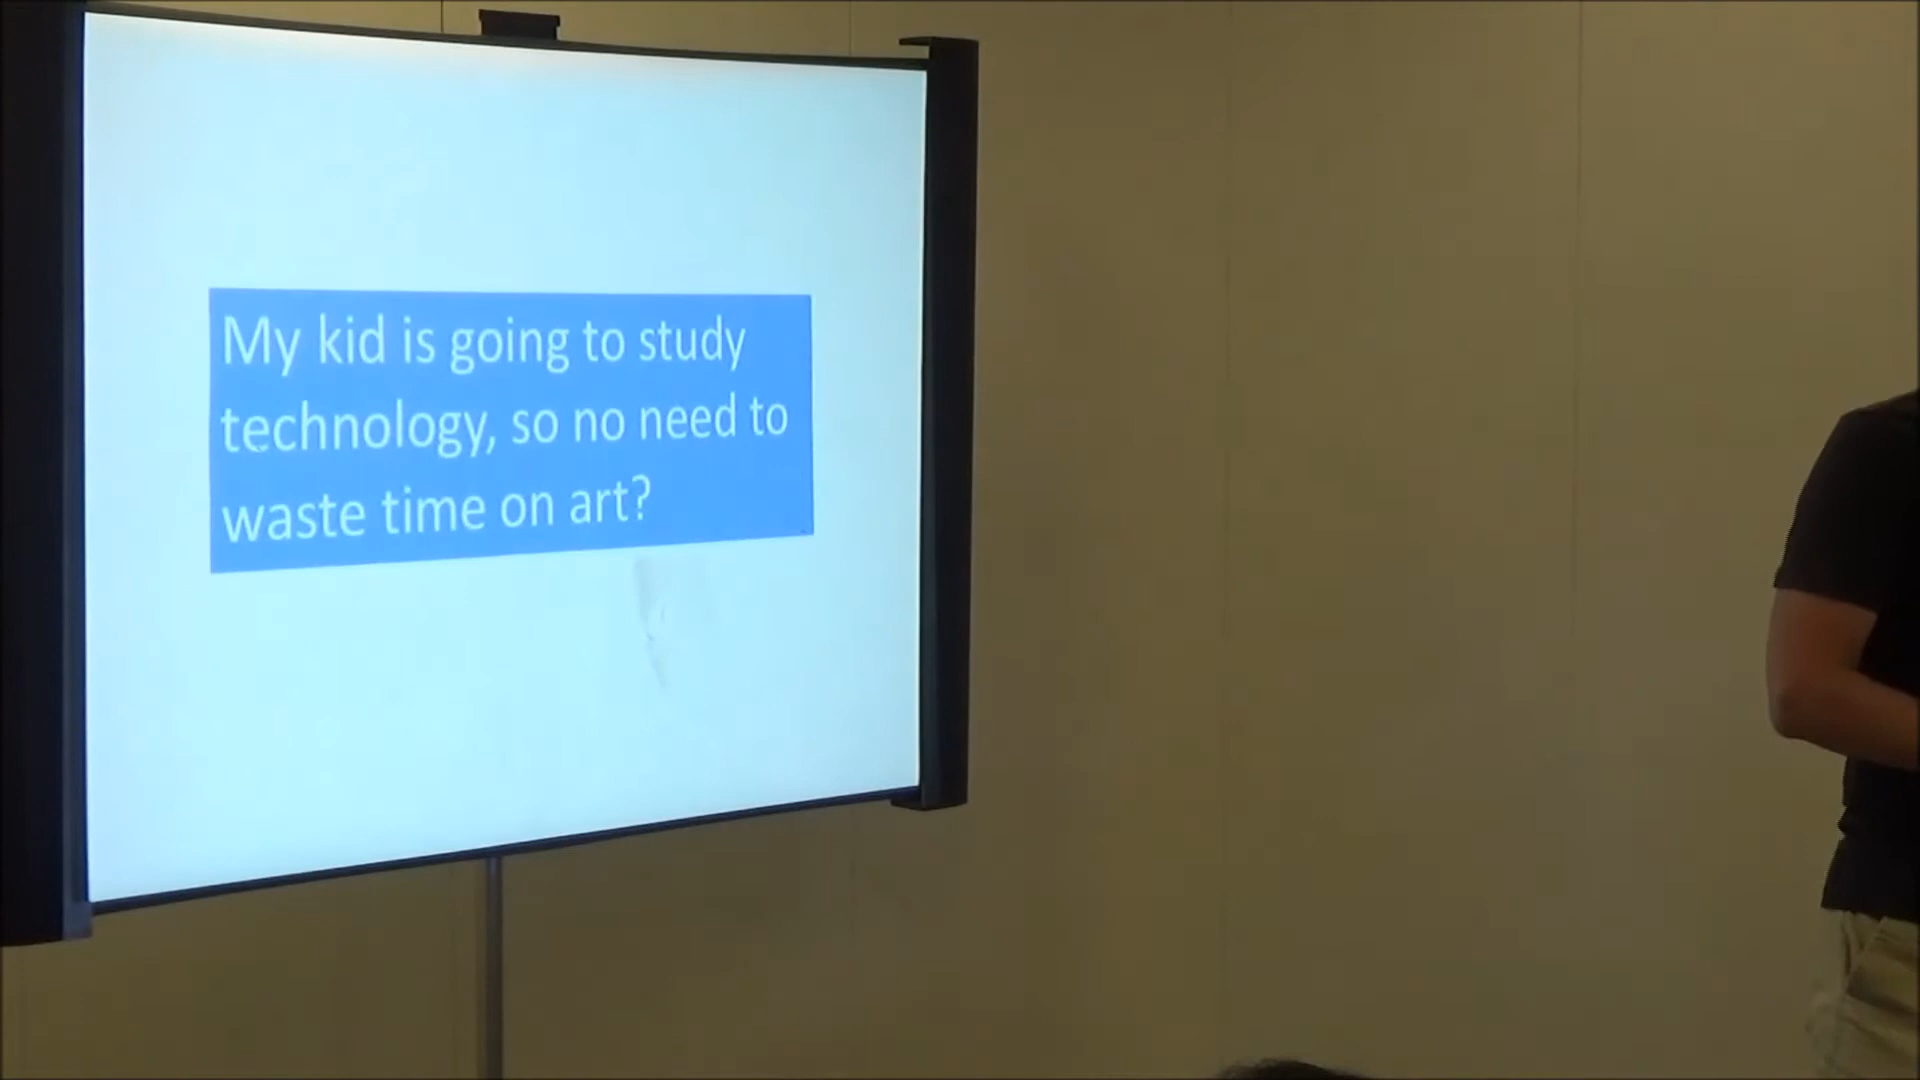 My kid is going to study
technology, so no need to
waste time on art?